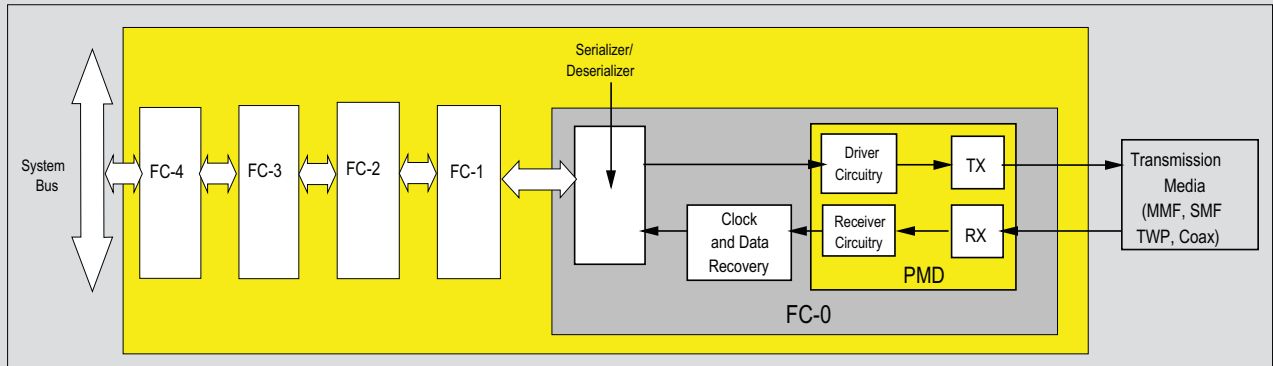 Serializer/
Deserializer
System
Bus
FC-4
FC-3
FC-2
FC-1
Driver
Circuitry
TX
Clock
and Data
Recovery
Receiver
Circuitry
RX
PMD
FC-0
Transmission
Media
(MMF, SMF
TWP, Coax)